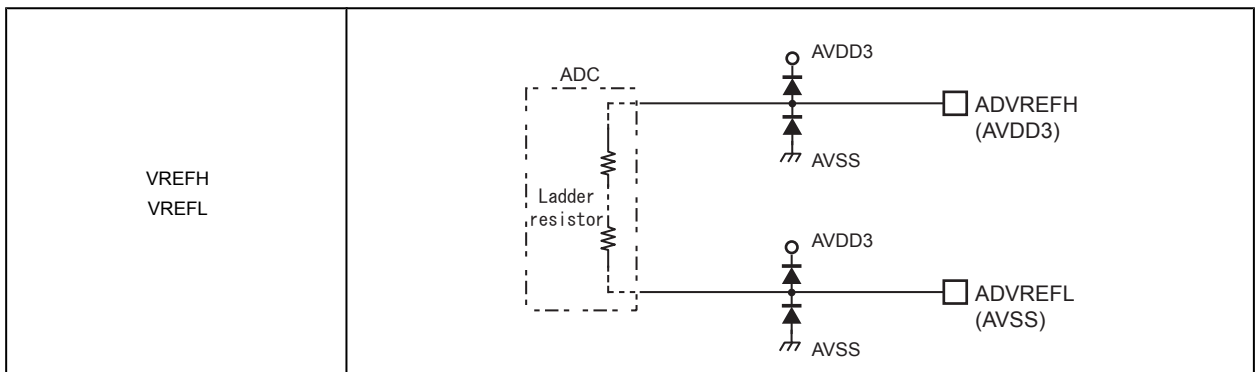 VREFH
VREFL
ADC
Ladder
resistor
AVDD3
AVSS
ADVREFH
(AVDD3)
AVDD3
AVSS
ADVREFL
(AVSS)